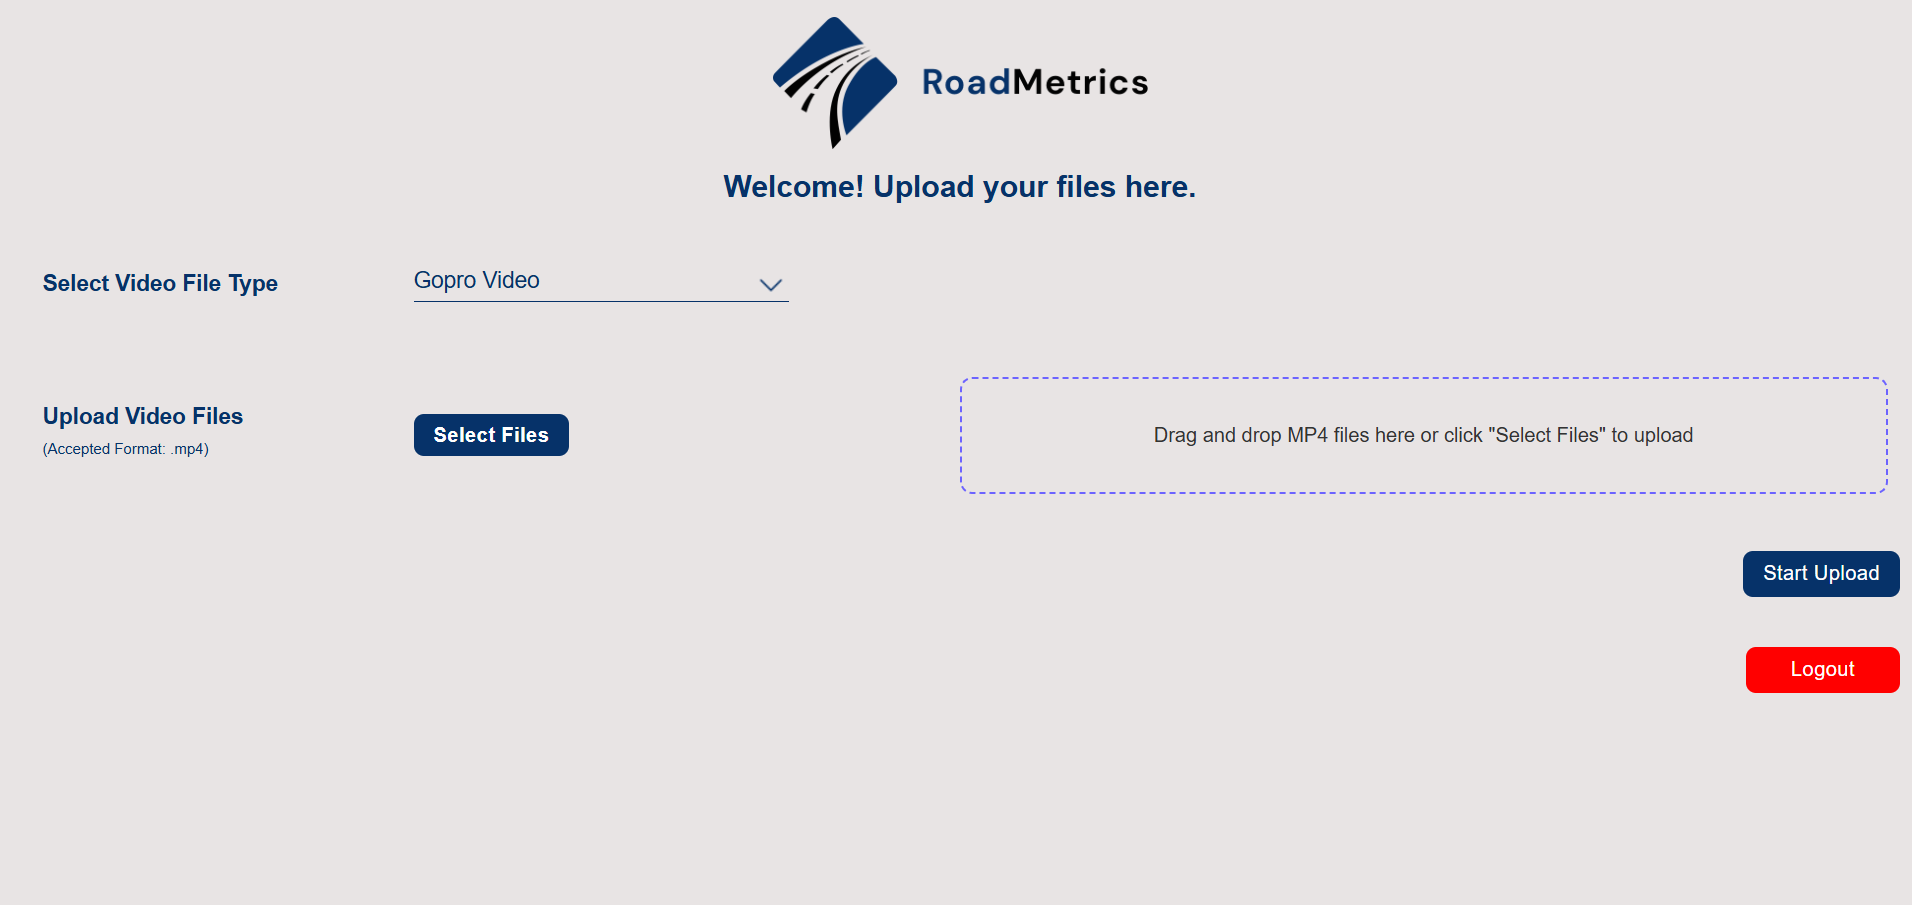 RoadMetrics
Welcome! Upload your files here.
Select Video File Type
Gopro Video
Upload Video Files
(Accepted Format: .mp4)
Select Files
Drag and drop MP4 files here or click "Select Files" to upload
Start Upload
Logout